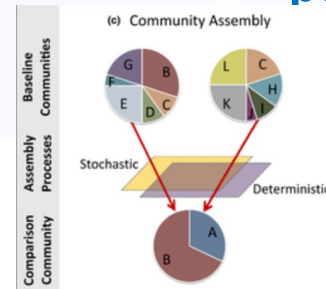 (c) Community Assembly
Baseline
Communities
G
B
F
E
D
C
L
C
K
H
I
J
Assembly
Processes
Stochastic
Deterministic
Comparison
Community
A
B